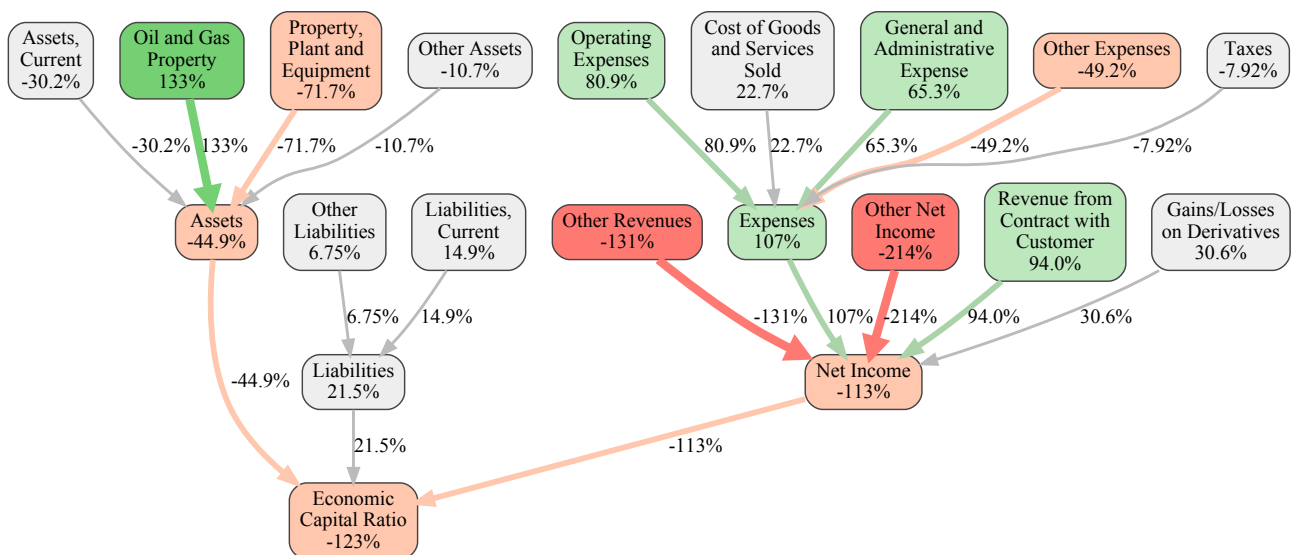 Assets,
Current
-30.2%
Oil and Gas
Property
133%
Property,
Plant and
Equipment
-71.7%
Other Assets
-10.7%
Operating
Expenses
80.9%
Cost of Goods
and Services
Sold
22.7%
General and
Administrative
Expense
65.3%
Other Expenses
-49.2%
Taxes
-7.92%
-30.2%
133%
-71.7%
-10.7%
80.9%
22.7%
65.3%
-49.2%
-7.92%
Assets
-44.9%
Other
Liabilities
6.75%
Liabilities,
Current
14.9%
Other Revenues
-131%
Expenses
107%
Other Net
Income
-214%
Revenue from
Contract with
Customer
94.0%
Gains/Losses
on Derivatives
30.6%
6.75%
14.9%
-131%
107%
-214%
94.0%
30.6%
-44.9%
Liabilities
21.5%
Net Income
-113%
21.5%
-113%
Economic
Capital Ratio
-123%